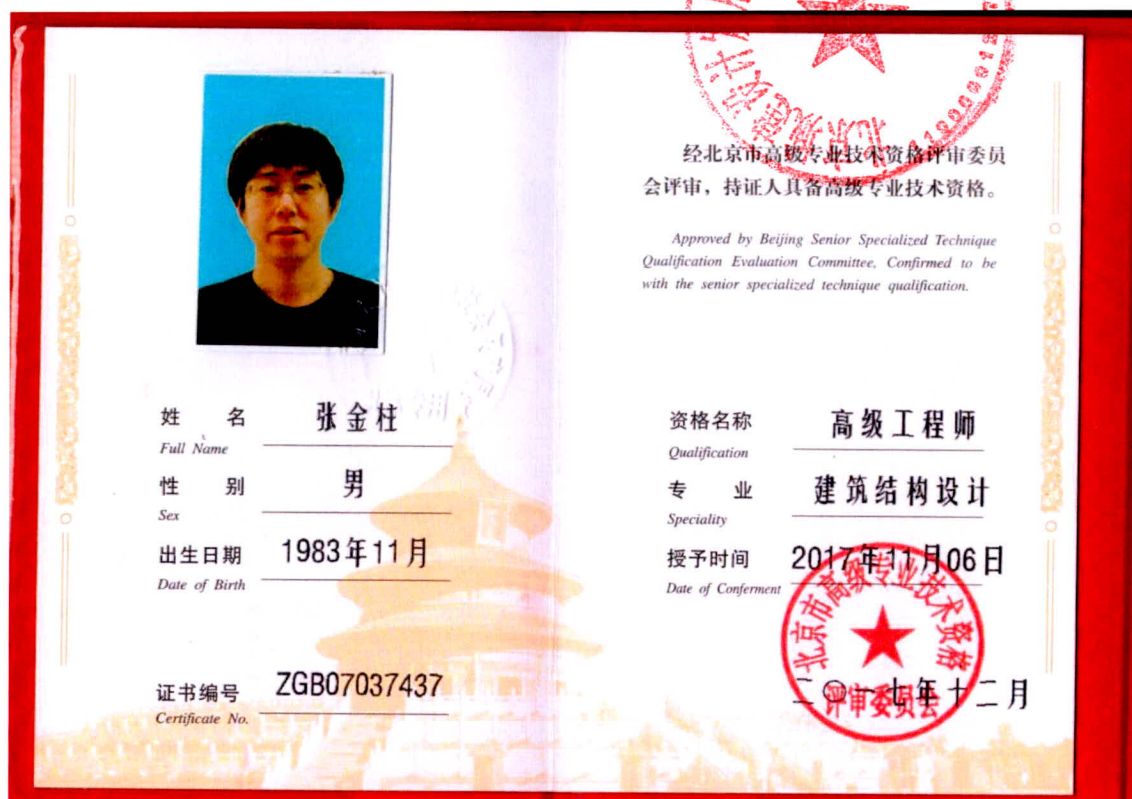 经北京市高级专业技术资格评审委员
会评审，持证人具备高级专业技术资格。
Approved by Beijing Senior Specialized Technique
Qualification Evaluation Committee, Confirmed to be
with the senior specialized technique qualification.
姓 名 张金柱
Full Name
性 别 男
Sex
出生日期 1983年11月
Date of Birth
证书编号 ZGB07037437
Certificate No.
资格名称 高级工程师
Qualification
专 业 建筑结构设计
Speciality
授予时间 2017年11月06日
Date of Conferment
北京市高级专业技术资格
评审委员会
二〇一七年十二月